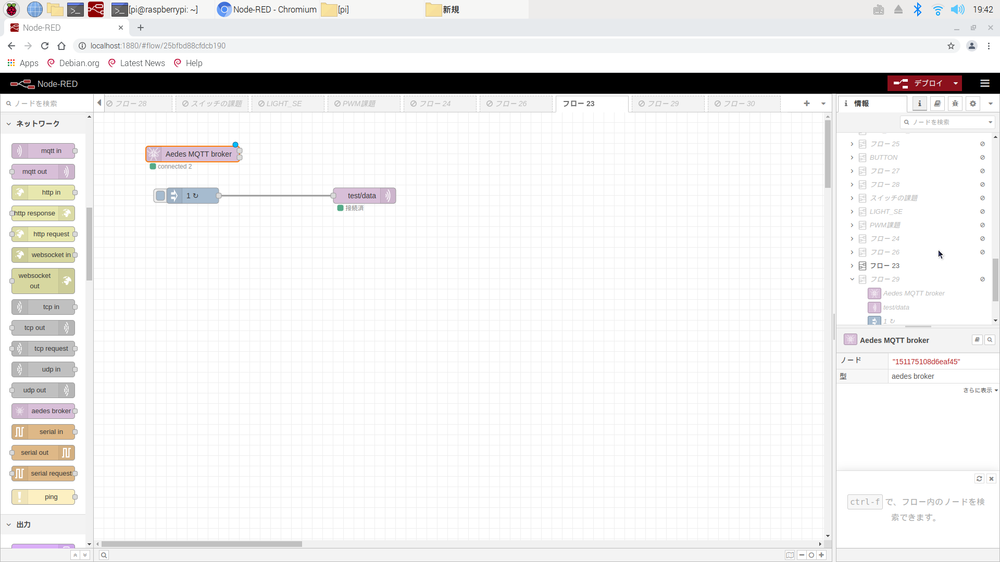 [pi@raspberrypi: ~]
Node-RED - Chromium
[pi]
新規
19:42
Node-RED
localhost:1880/#flow/25bfbd88cfdcb190
Apps
Debian.org
Latest News
Help
Node-RED
デプロイ
ノードを検索
フロー 28
スイッチの課題
LIGHT_SE
PWM課題
フロー 24
フロー 26
フロー 23
フロー 29
フロー 30
情報
ノードを検索
ネットワーク
mqtt in
mqtt out
http in
http response
http request
websocket in
websocket
out
tcp in
tcp out
tcp request
udp in
udp out
aedes broker
serial in
serial out
serial request
ping
出力
Aedes MQTT broker
connected 2
1 ↻
test/data
接続済
フロー 25
BUTTON
フロー 27
フロー 28
スイッチの課題
LIGHT_SE
PWM課題
フロー 24
フロー 26
フロー 23
フロー 29
Aedes MQTT broker
test/data
1 ↻
Aedes MQTT broker
ノード
"151175108d6eaf45"
型
aedes broker
さらに表示
ctrl-f で、フロー内のノードを検
索できます。